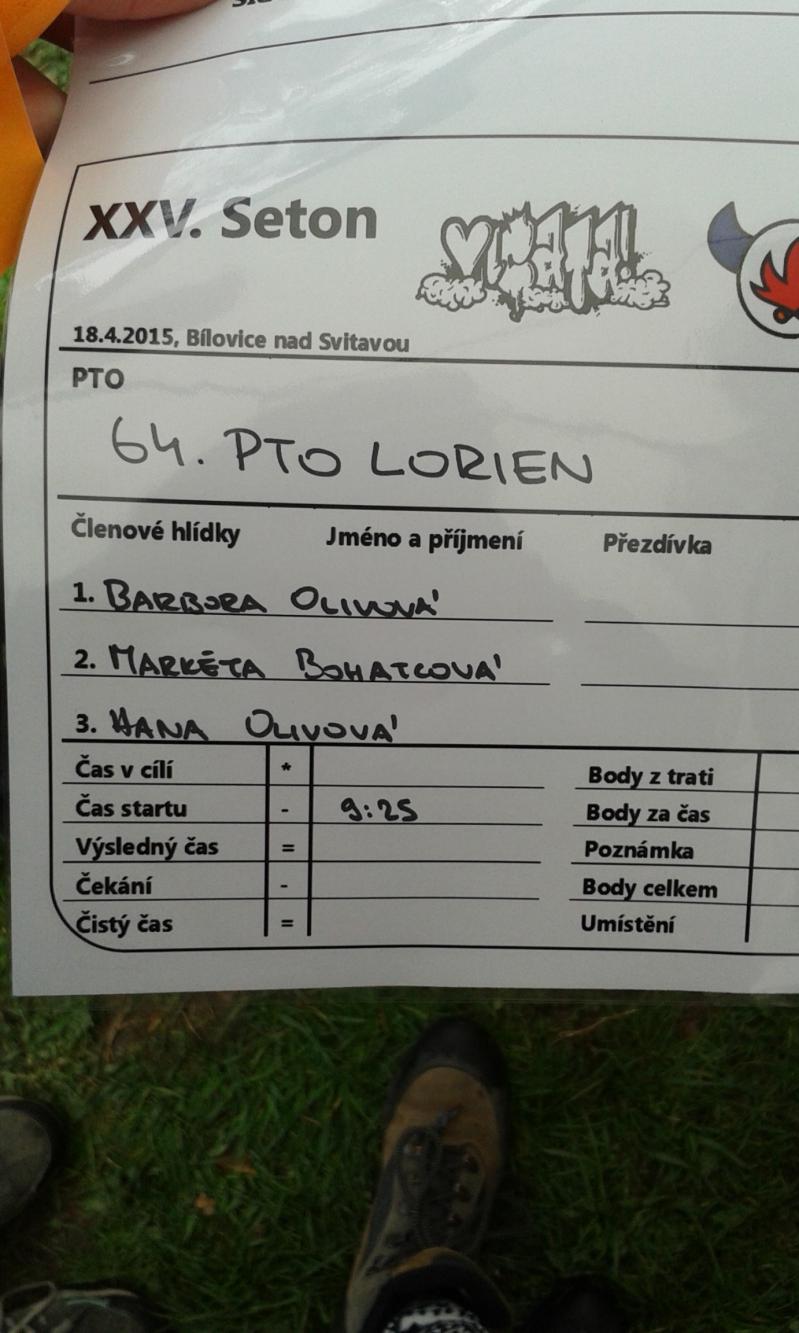 XXV. Seton
18.4.2015, Bílovice nad Svitavou
PTO
64. PTO LORIEN
Členové hlídky Jméno a příjmení Přezdívka
1. BARBORA OLIVOVÁ
2. MARKÉTA BOHATCOVÁ
3. HANA OLIVOVÁ
Čas v cíli * Body z trati
Čas startu - 9:25 Body za čas
Výsledný čas = Poznámka
Čekání - Body celkem
Čistý čas = Umístění